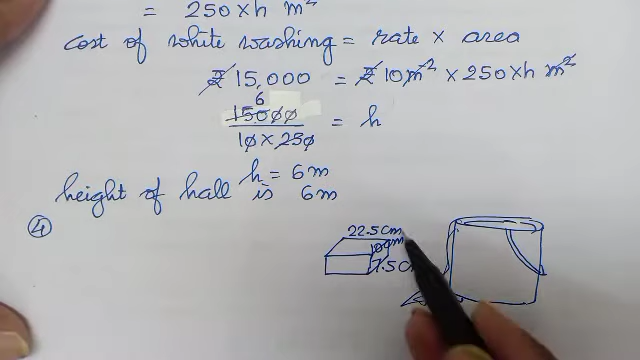 = 250 × h m²
cost of white washing = rate × area
₹ 15,000 = ₹ 10 m⁻² × 250 × h m²
6
15000
10 × 250
= h
h = 6m
height of hall is 6m
④
22.5 cm
10 cm
7.5 c